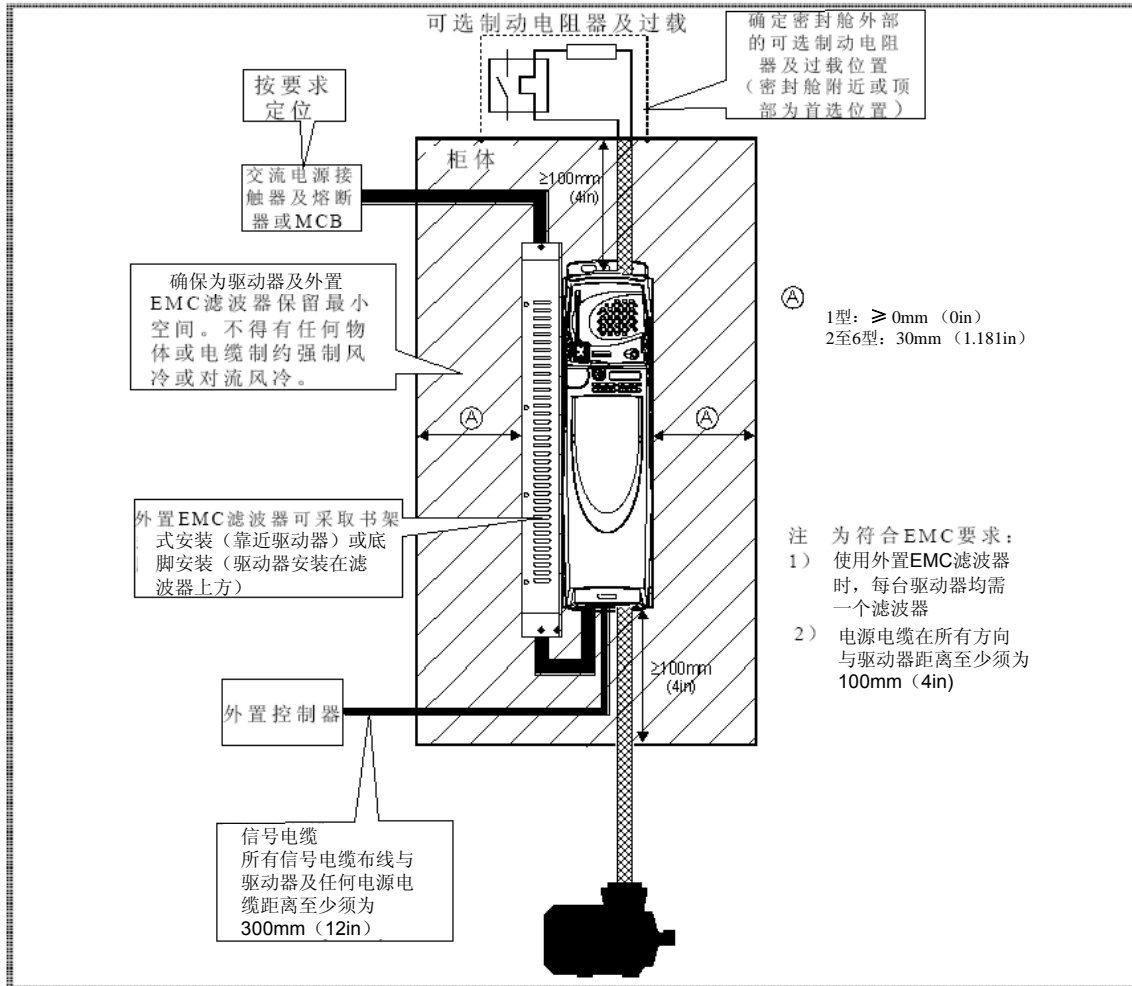 可选制动电阻器及过载
确定密封舱外部
的可选制动电阻
器及过载位置
（密封舱附近或顶
部为首选位置）
按要求
定位
柜体
交流电源接
触器及熔断
器或MCB
≥100mm
(4in)
确保为驱动器及外置
EMC滤波器保留最小
空间。不得有任何物
体或电缆制约强制风
冷或对流风冷。
A
1型：≥ 0mm （0in）
2至6型：30mm （1.181in）
A
A
外置EMC滤波器可采取书架
式安装（靠近驱动器）或底
脚安装（驱动器安装在滤
波器上方）
注 为符合EMC要求：
1） 使用外置EMC滤波器
时，每台驱动器均需
一个滤波器
2） 电源电缆在所有方向
与驱动器距离至少须为
100mm（4in)
≥100mm
(4in)
外置控制器
信号电缆
所有信号电缆布线与
驱动器及任何电源电
缆距离至少须为
300mm（12in）